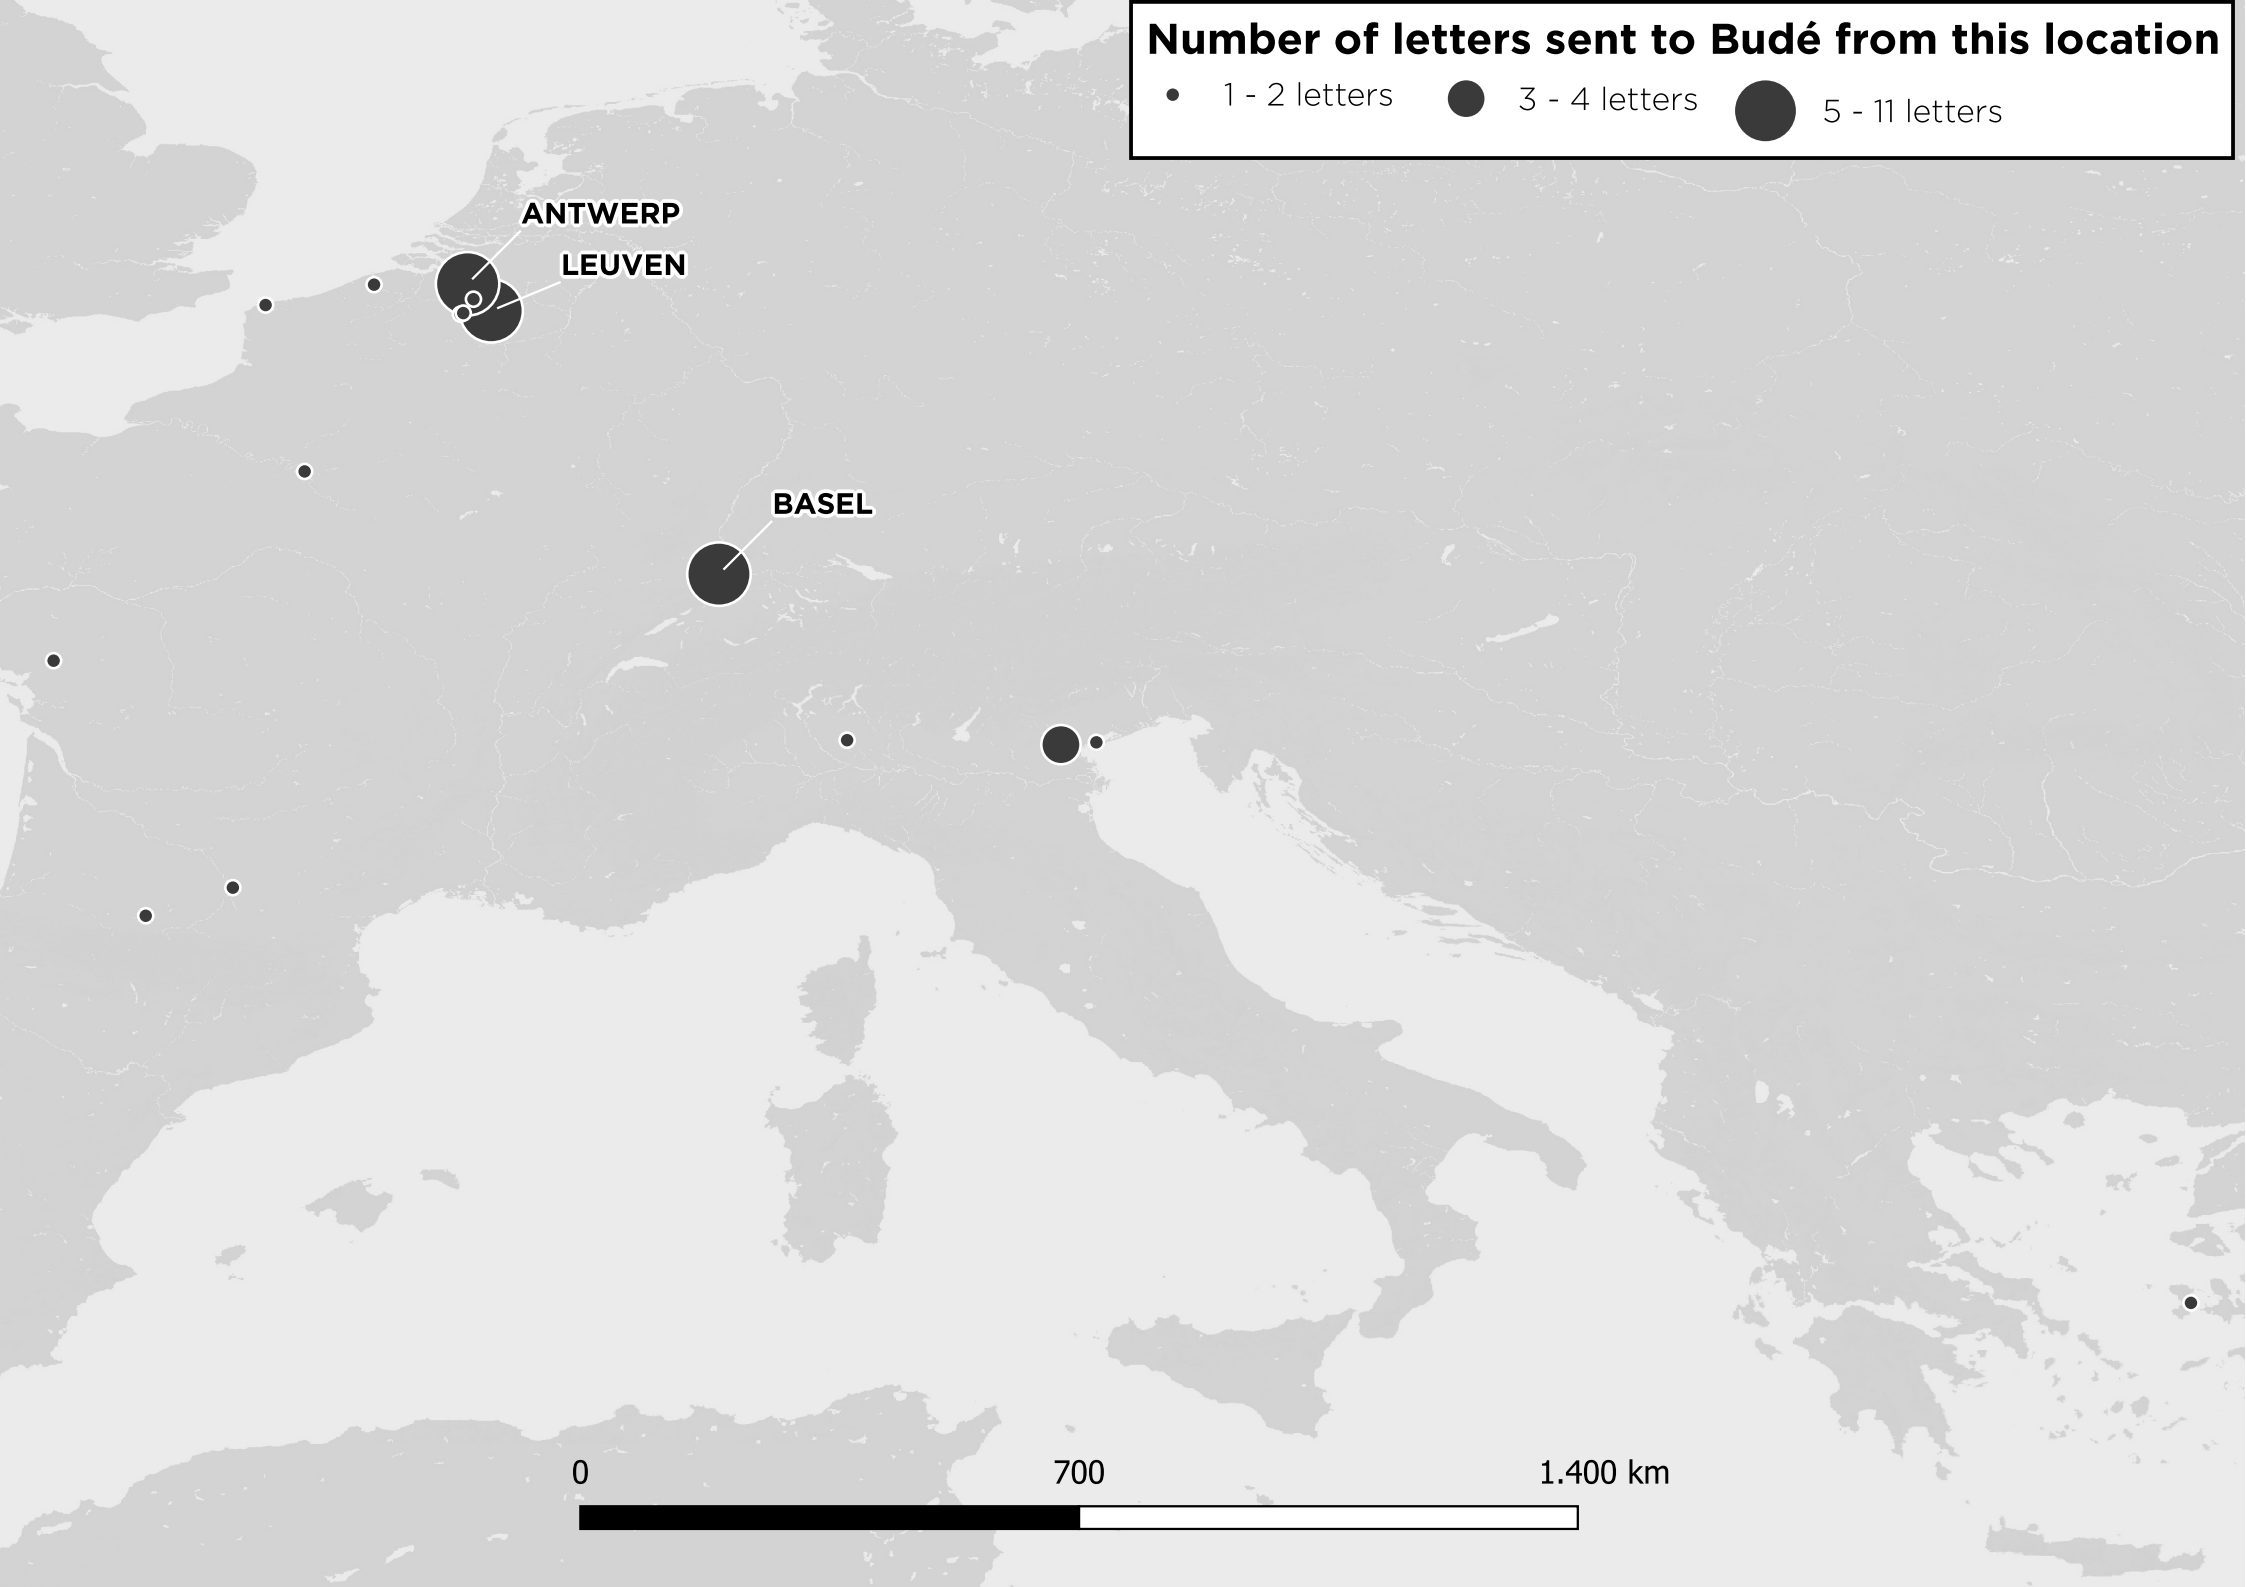 Number of letters sent to Budé from this location
1 - 2 letters 3 - 4 letters 5 - 11 letters
ANTWERP
LEUVEN
BASEL
0 700 1.400 km